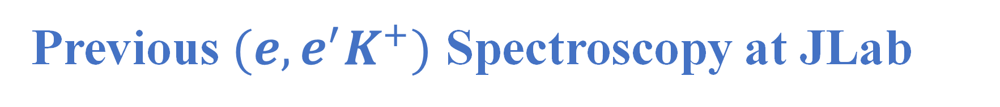 Previous (e, e′K⁺) Spectroscopy at JLab